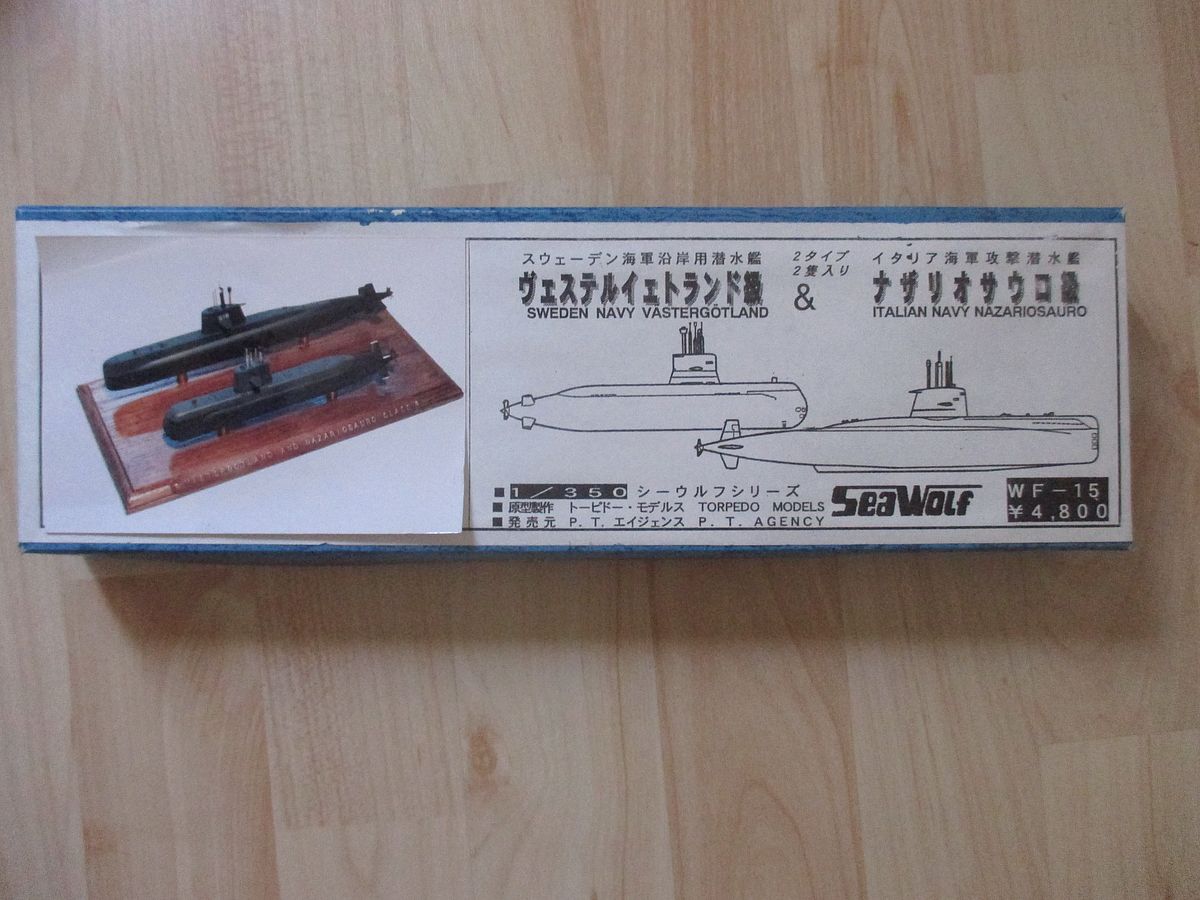 スウェーデン海軍沿岸用潜水艦
ヴェステルイェトランド級
SWEDEN NAVY VÄSTERGÖTLAND
2タイプ
2隻入り
&
イタリア海軍攻撃潜水艦
ナザリオサウロ級
ITALIAN NAVY NAZARIOSAURO
■ 1/350 シーウルフシリーズ
■ 原型製作 トーピドー・モデルス TORPEDO MODELS
■ 発売元 P.T.エイジェンス P.T. AGENCY
SeaWolf
WF-15
¥4,800
VÄSTERGÖTLAND AND NAZARIOSAURO CLASS